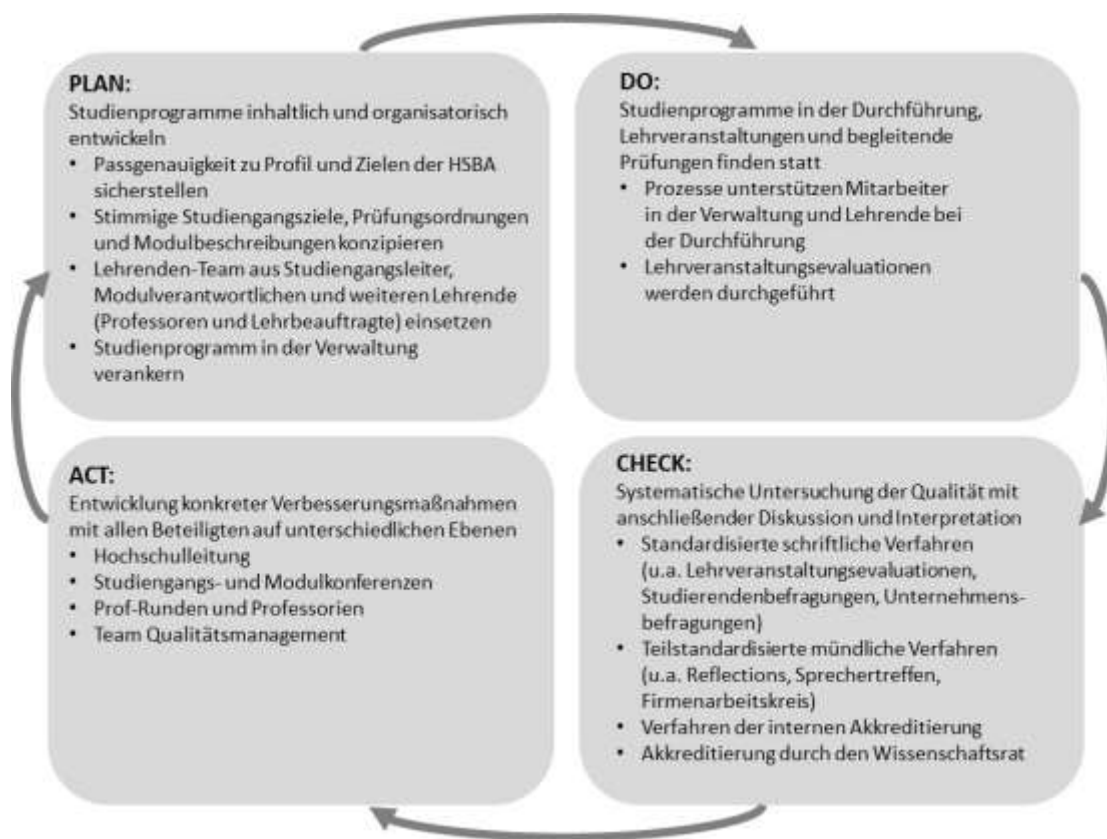 PLAN:
Studienprogramme inhaltlich und organisatorisch
entwickeln
• Passgenauigkeit zu Profil und Zielen der HSBA
sicherstellen
• Stimmige Studiengangsziele, Prüfungsordnungen
und Modulbeschreibungen konzipieren
• Lehrenden-Team aus Studiengangsleiter,
Modulverantwortlichen und weiteren Lehrende
(Professoren und Lehrbeauftragte) einsetzen
• Studienprogramm in der Verwaltung
verankern
DO:
Studienprogramme in der Durchführung,
Lehrveranstaltungen und begleitende
Prüfungen finden statt
• Prozesse unterstützen Mitarbeiter
in der Verwaltung und Lehrende bei
der Durchführung
• Lehrveranstaltungsevaluationen
werden durchgeführt
CHECK:
Systematische Untersuchung der Qualität mit
anschließender Diskussion und Interpretation
• Standardisierte schriftliche Verfahren
(u.a. Lehrveranstaltungsevaluationen,
Studierendenbefragungen, Unternehmens-
befragungen)
• Teilstandardisierte mündliche Verfahren
(u.a. Reflections, Sprechertreffen,
Firmenarbeitskreis)
• Verfahren der internen Akkreditierung
• Akkreditierung durch den Wissenschaftsrat
ACT:
Entwicklung konkreter Verbesserungsmaßnahmen
mit allen Beteiligten auf unterschiedlichen Ebenen
• Hochschulleitung
• Studiengangs- und Modulkonferenzen
• Prof-Runden und Professorien
• Team Qualitätsmanagement